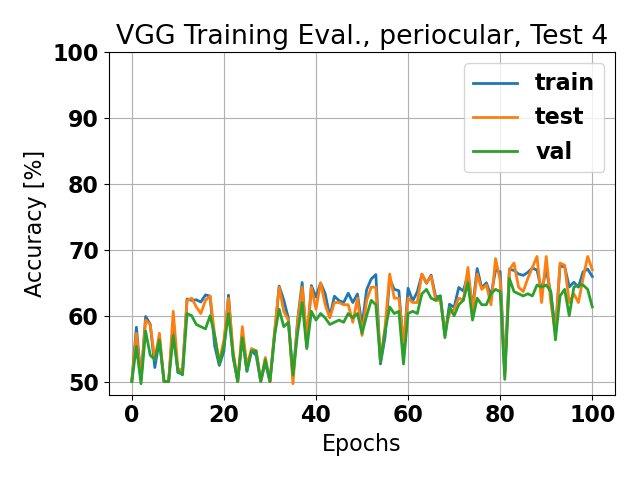 VGG Training Eval., periocular, Test 4
100
90
80
70
60
50
Accuracy [%]
train
test
val
0 20 40 60 80 100
Epochs